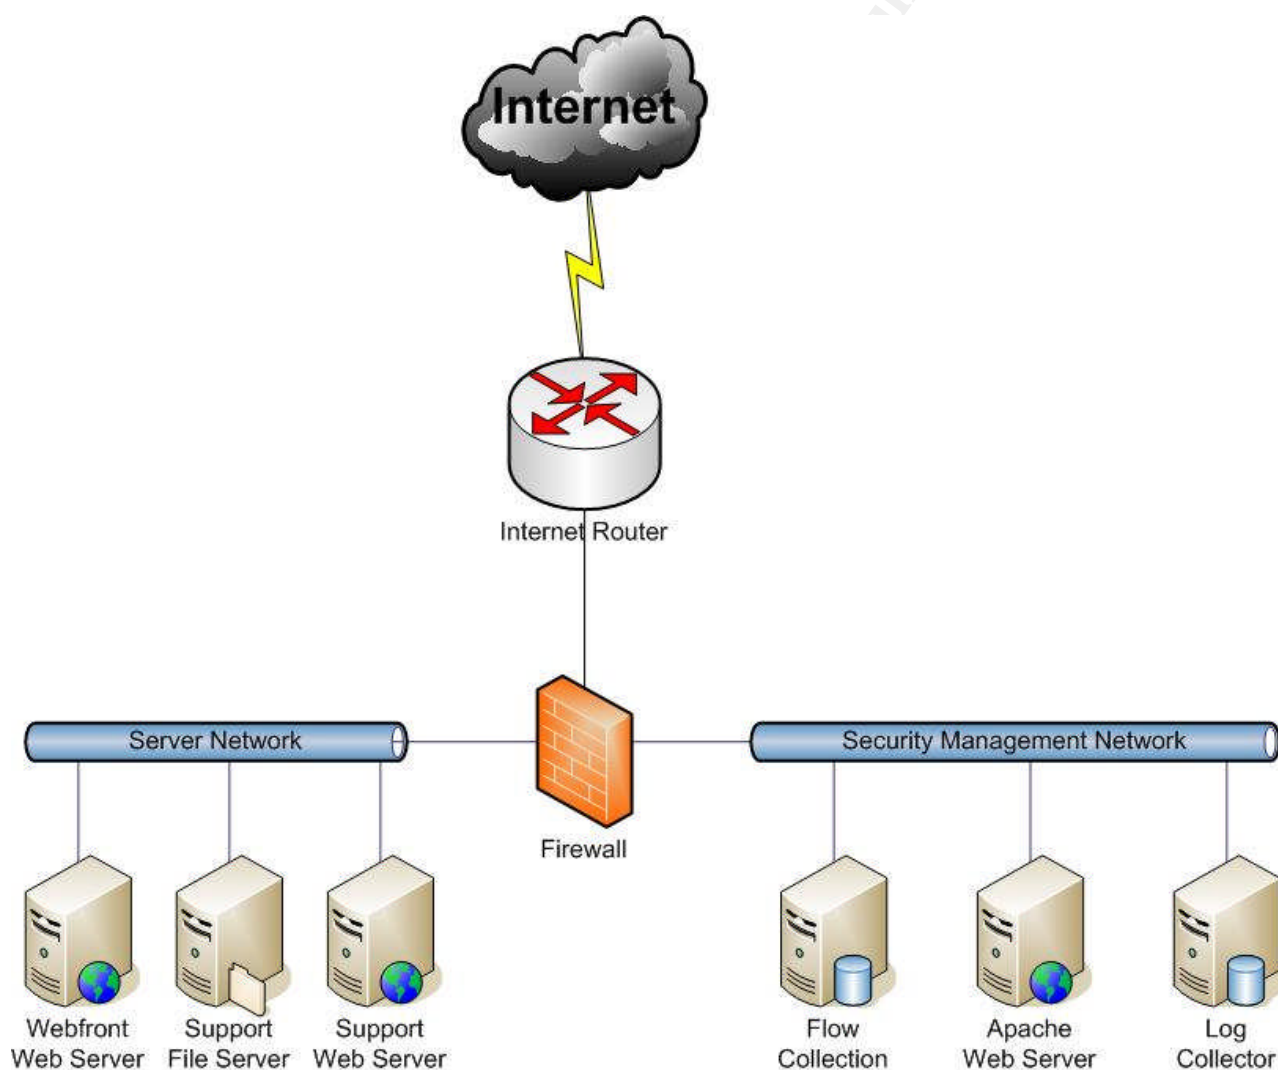 Internet
Internet Router
Server Network
Security Management Network
Firewall
Webfront
Web Server
Support
File Server
Support
Web Server
Flow
Collection
Apache
Web Server
Log
Collector